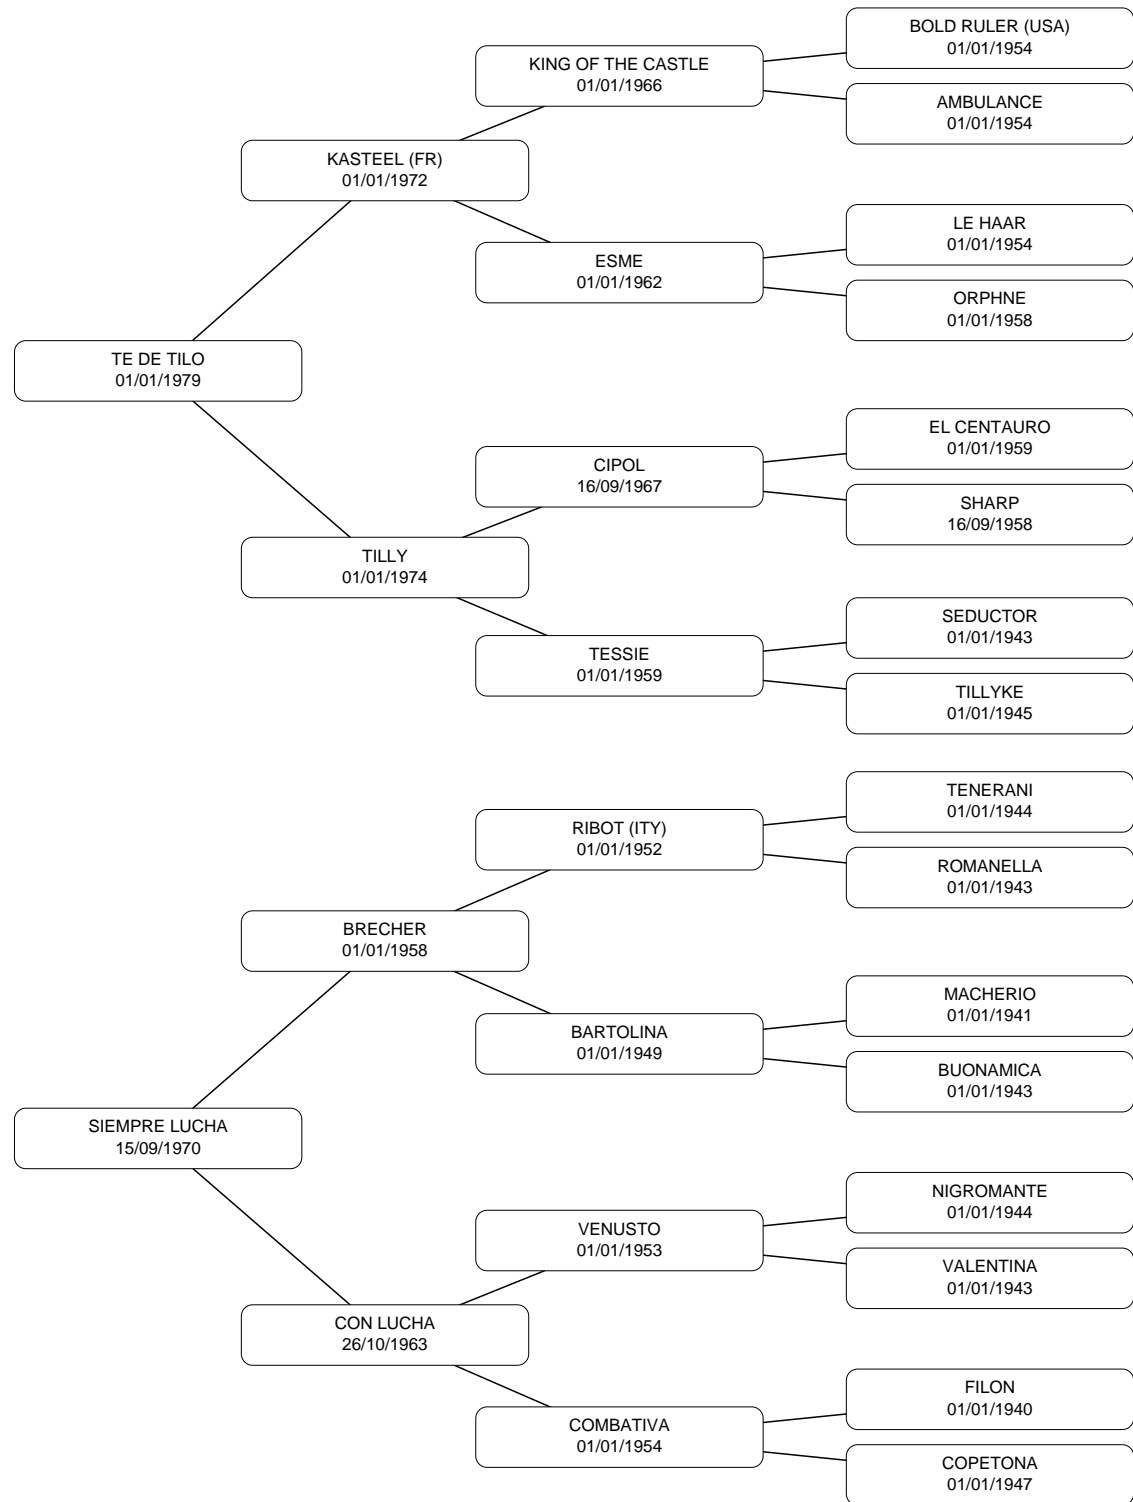 BOLD RULER (USA)
01/01/1954
KING OF THE CASTLE
01/01/1966
AMBULANCE
01/01/1954
KASTEEL (FR)
01/01/1972
LE HAAR
01/01/1954
ESME
01/01/1962
ORPHNE
01/01/1958
TE DE TILO
01/01/1979
EL CENTAURO
01/01/1959
CIPOL
16/09/1967
SHARP
16/09/1958
TILLY
01/01/1974
SEDUCTOR
01/01/1943
TESSIE
01/01/1959
TILLYKE
01/01/1945
TENERANI
01/01/1944
RIBOT (ITY)
01/01/1952
ROMANELLA
01/01/1943
BRECHER
01/01/1958
MACHERIO
01/01/1941
BARTOLINA
01/01/1949
BUONAMICA
01/01/1943
SIEMPRE LUCHA
15/09/1970
NIGROMANTE
01/01/1944
VENUSTO
01/01/1953
VALENTINA
01/01/1943
CON LUCHA
26/10/1963
FILON
01/01/1940
COMBATIVA
01/01/1954
COPETONA
01/01/1947